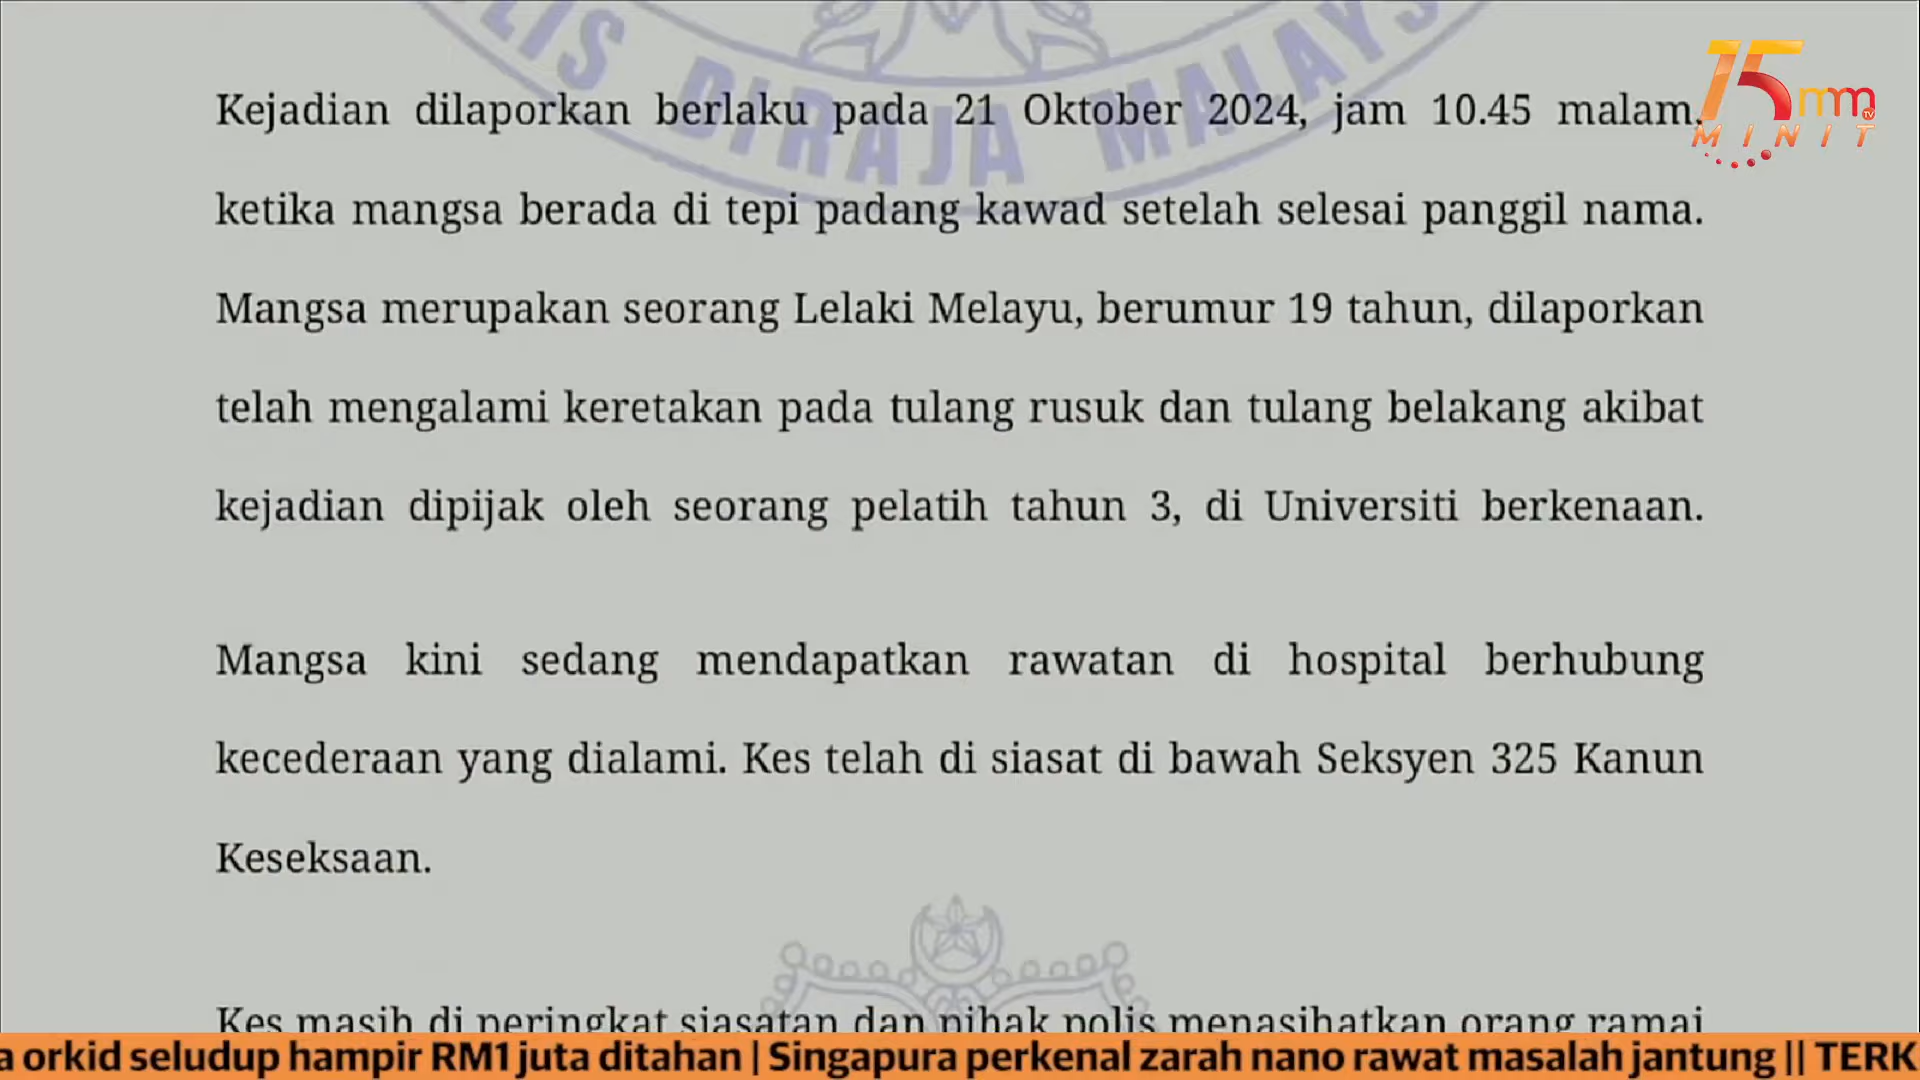 POLIS DIRAJA MALAYS
15 mm TV
MINIT
Kejadian dilaporkan berlaku pada 21 Oktober 2024, jam 10.45 malam,
ketika mangsa berada di tepi padang kawad setelah selesai panggil nama.
Mangsa merupakan seorang Lelaki Melayu, berumur 19 tahun, dilaporkan
telah mengalami keretakan pada tulang rusuk dan tulang belakang akibat
kejadian dipijak oleh seorang pelatih tahun 3, di Universiti berkenaan.
Mangsa kini sedang mendapatkan rawatan di hospital berhubung
kecederaan yang dialami. Kes telah di siasat di bawah Seksyen 325 Kanun
Keseksaan.
Kes masih di peringkat siasatan dan pihak polis menasihatkan orang ramai
a orkid seludup hampir RM1 juta ditahan | Singapura perkenal zarah nano rawat masalah jantung || TERK